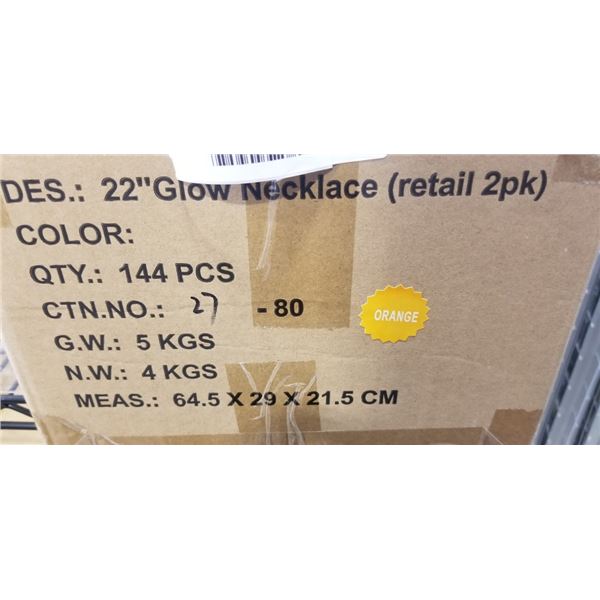 DES.: 22"Glow Necklace (retail 2pk)
COLOR:
QTY.: 144 PCS
CTN.NO.: 27 - 80
ORANGE
G.W.: 5 KGS
N.W.: 4 KGS
MEAS.: 64.5 X 29 X 21.5 CM